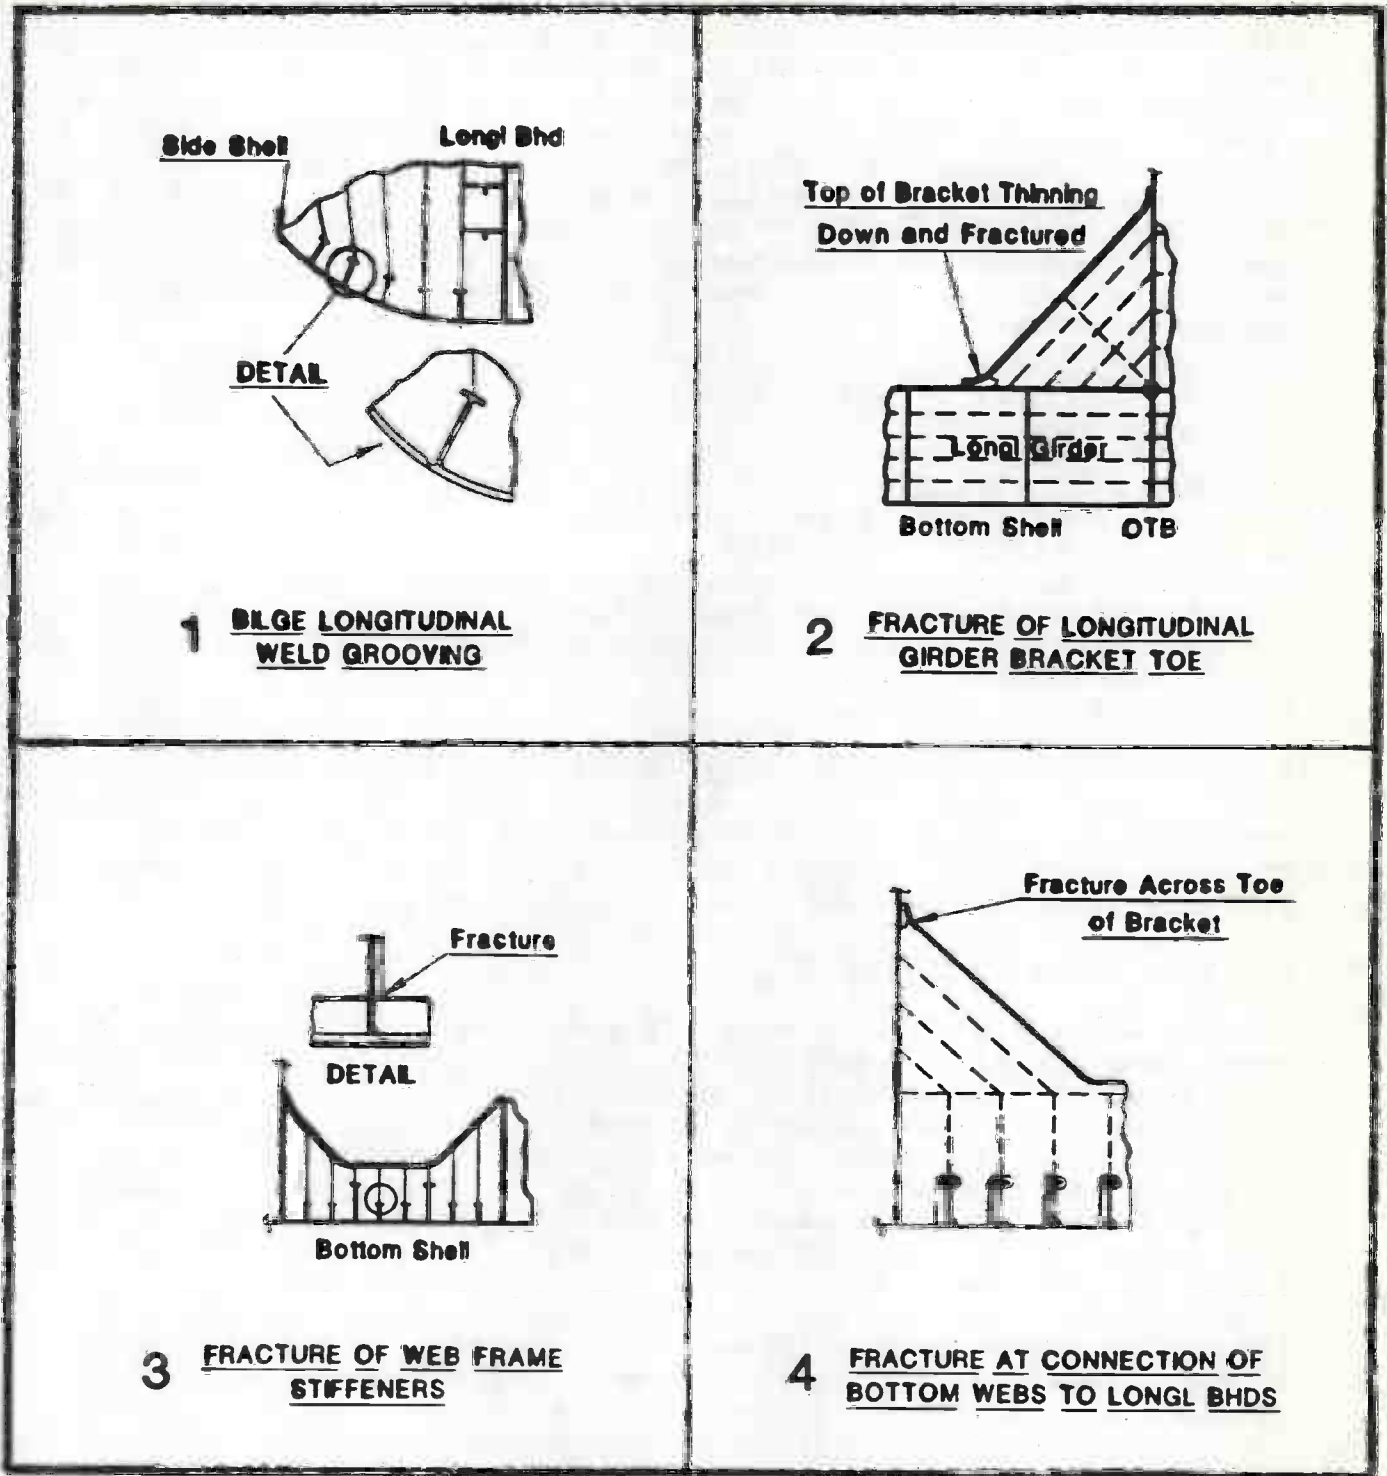 Side Shell
Longl Bhd
DETAIL
1 BILGE LONGITUDINAL
WELD GROOVING
Top of Bracket Thinning
Down and Fractured
Longl Girder
Bottom Shell
OTB
2 FRACTURE OF LONGITUDINAL
GIRDER BRACKET TOE
Fracture
DETAIL
Bottom Shell
3 FRACTURE OF WEB FRAME
STIFFENERS
Fracture Across Toe
of Bracket
4 FRACTURE AT CONNECTION OF
BOTTOM WEBS TO LONGL BHDS